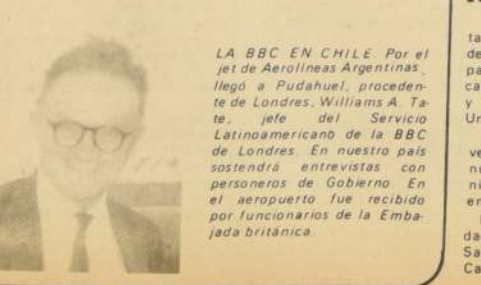 LA BBC EN CHILE. Por el
jet de Aerolíneas Argentinas,
llegó a Pudahuel, proceden-
te de Londres, Williams A. Ta-
te, jefe del Servicio
Latinoamericano de la BBC
de Londres. En nuestro país
sostendrá entrevistas con
personeros de Gobierno. En
el aeropuerto fue recibido
por funcionarios de la Emba-
jada británica.
ta
de
pa
ca
y
Un
ve
nu
ni
en
da
Sa
Ca